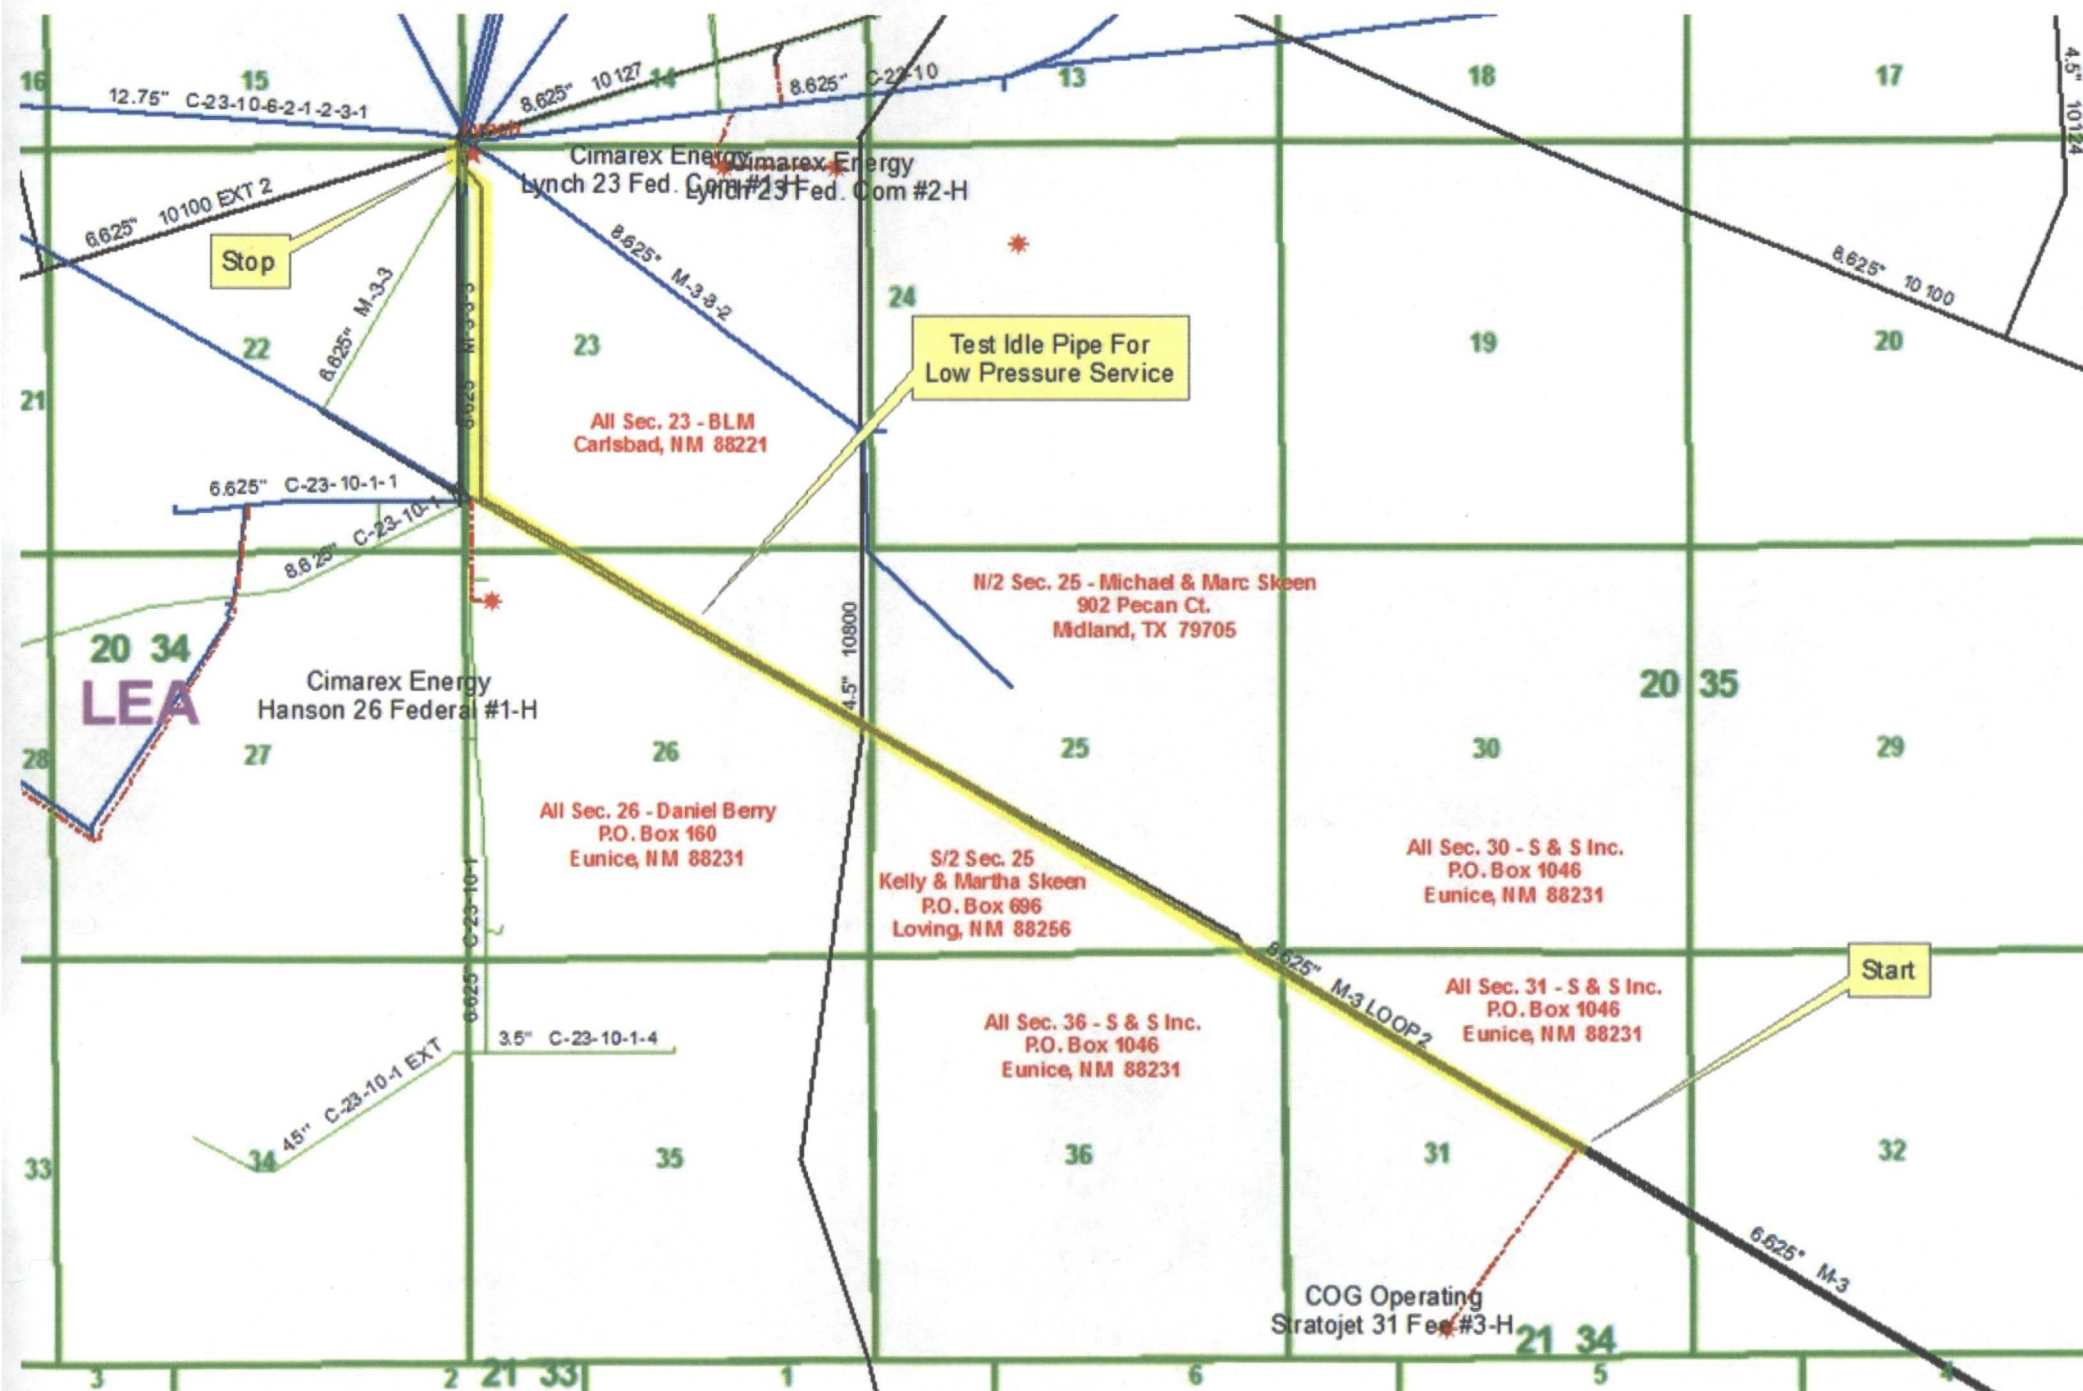 16
15
14
13
18
17
12.75" C-23-10-6-2-1-2-3-1
8.625" 10127
8.625" C-22-10
4.5" 10124
Lynch
Cimarex Energy
Lynch 23 Fed. Com #1-H
Cimarex Energy
Lynch 23 Fed. Com #2-H
6.625" 10100 EXT 2
Stop
6.625" M-3-3
8.625 M-3-3-3
8.625" M-3-8-2
8.625" 10100
21
22
23
24
19
20
Test Idle Pipe For
Low Pressure Service
All Sec. 23 - BLM
Carlsbad, NM 88221
6.625" C-23-10-1-1
8.625" C-23-10-1
N/2 Sec. 25 - Michael & Marc Skeen
902 Pecan Ct.
Midland, TX 79705
4.5" 10800
20 34
LEA
Cimarex Energy
Hanson 26 Federal #1-H
20 35
28
27
26
25
30
29
All Sec. 26 - Daniel Berry
P.O. Box 160
Eunice, NM 88231
S/2 Sec. 25
Kelly & Martha Skeen
P.O. Box 696
Loving, NM 88256
All Sec. 30 - S & S Inc.
P.O. Box 1046
Eunice, NM 88231
6.625" C-23-10-1
8.625" M-3 LOOP 2
Start
All Sec. 31 - S & S Inc.
P.O. Box 1046
Eunice, NM 88231
All Sec. 36 - S & S Inc.
P.O. Box 1046
Eunice, NM 88231
3.5" C-23-10-1-4
4.5" C-23-10-1 EXT
33
34
35
36
31
32
6.625" M-3
COG Operating
Stratojet 31 Fee #3-H
21 34
3
2
21 33
1
6
5
4